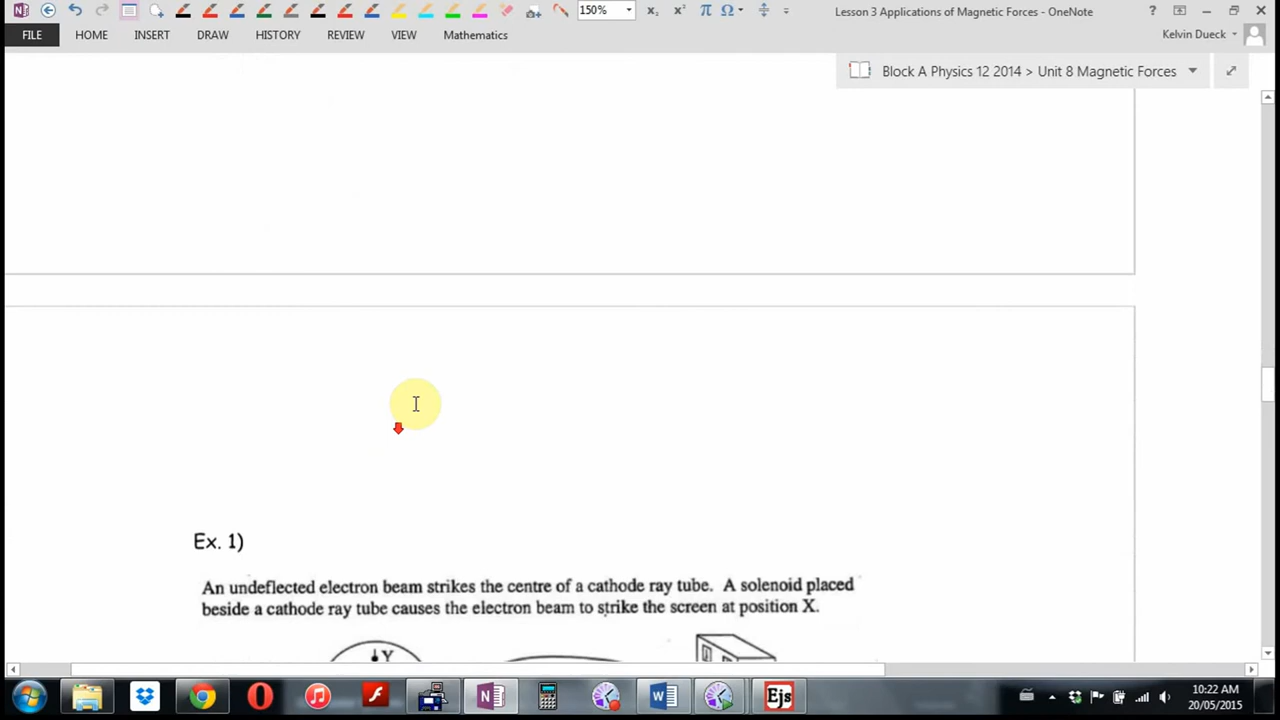 150%
x₂ x² π Ω
Lesson 3 Applications of Magnetic Forces - OneNote
?
FILE HOME INSERT DRAW HISTORY REVIEW VIEW Mathematics
Kelvin Dueck
Block A Physics 12 2014 > Unit 8 Magnetic Forces
Ex. 1)
An undeflected electron beam strikes the centre of a cathode ray tube. A solenoid placed
beside a cathode ray tube causes the electron beam to strike the screen at position X.
Y
N W Ejs
10:22 AM
20/05/2015